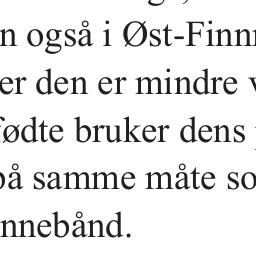 n også i Øst-Finn
er den er mindre
fødte bruker dens
på samme måte so
nnebånd.